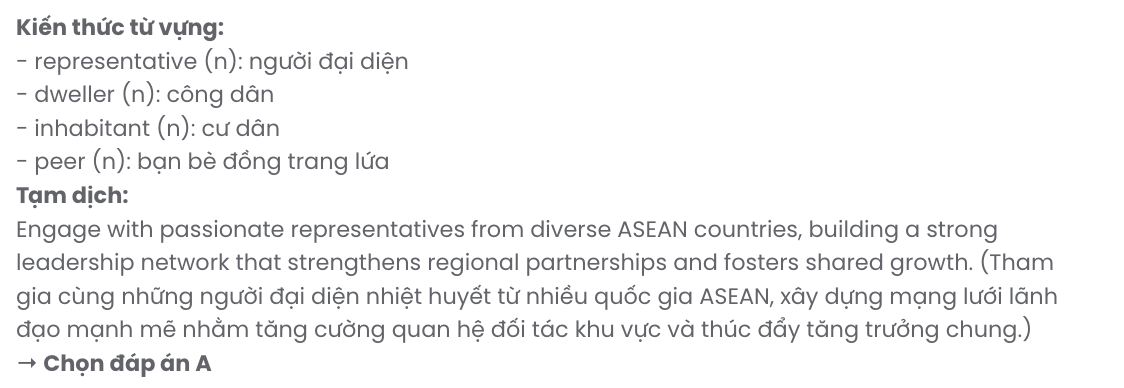 Kiến thức từ vựng:
- representative (n): người đại diện
- dweller (n): công dân
- inhabitant (n): cư dân
- peer (n): bạn bè đồng trang lứa
Tạm dịch:
Engage with passionate representatives from diverse ASEAN countries, building a strong
leadership network that strengthens regional partnerships and fosters shared growth. (Tham
gia cùng những người đại diện nhiệt huyết từ nhiều quốc gia ASEAN, xây dựng mạng lưới lãnh
đạo mạnh mẽ nhằm tăng cường quan hệ đối tác khu vực và thúc đẩy tăng trưởng chung.)
→ Chọn đáp án A